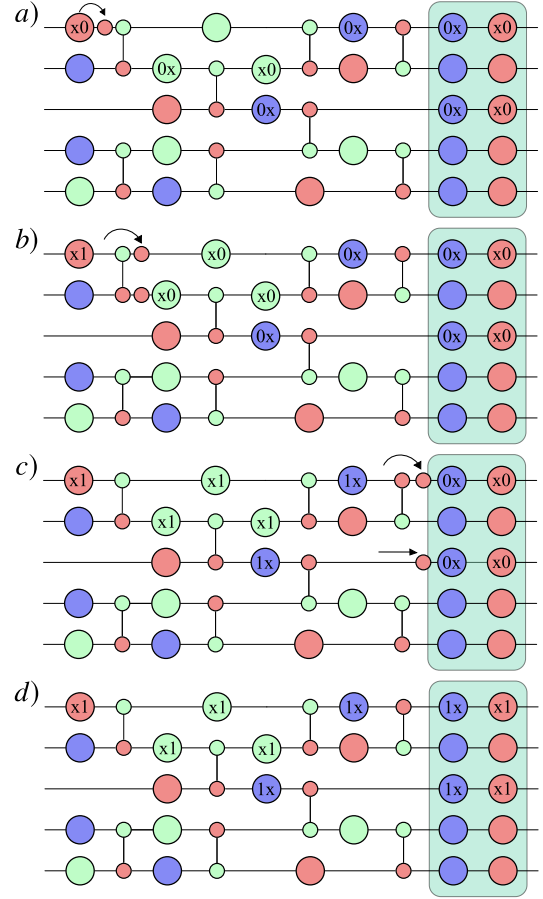 a) x0 0x 0x x0
0x x0
0x 0x x0
b) x1 x0 0x 0x x0
x0 x0
0x 0x x0
c) x1 x1 1x 0x x0
x1 x1
1x 0x x0
d) x1 x1 1x 1x x1
x1 x1
1x 1x x1